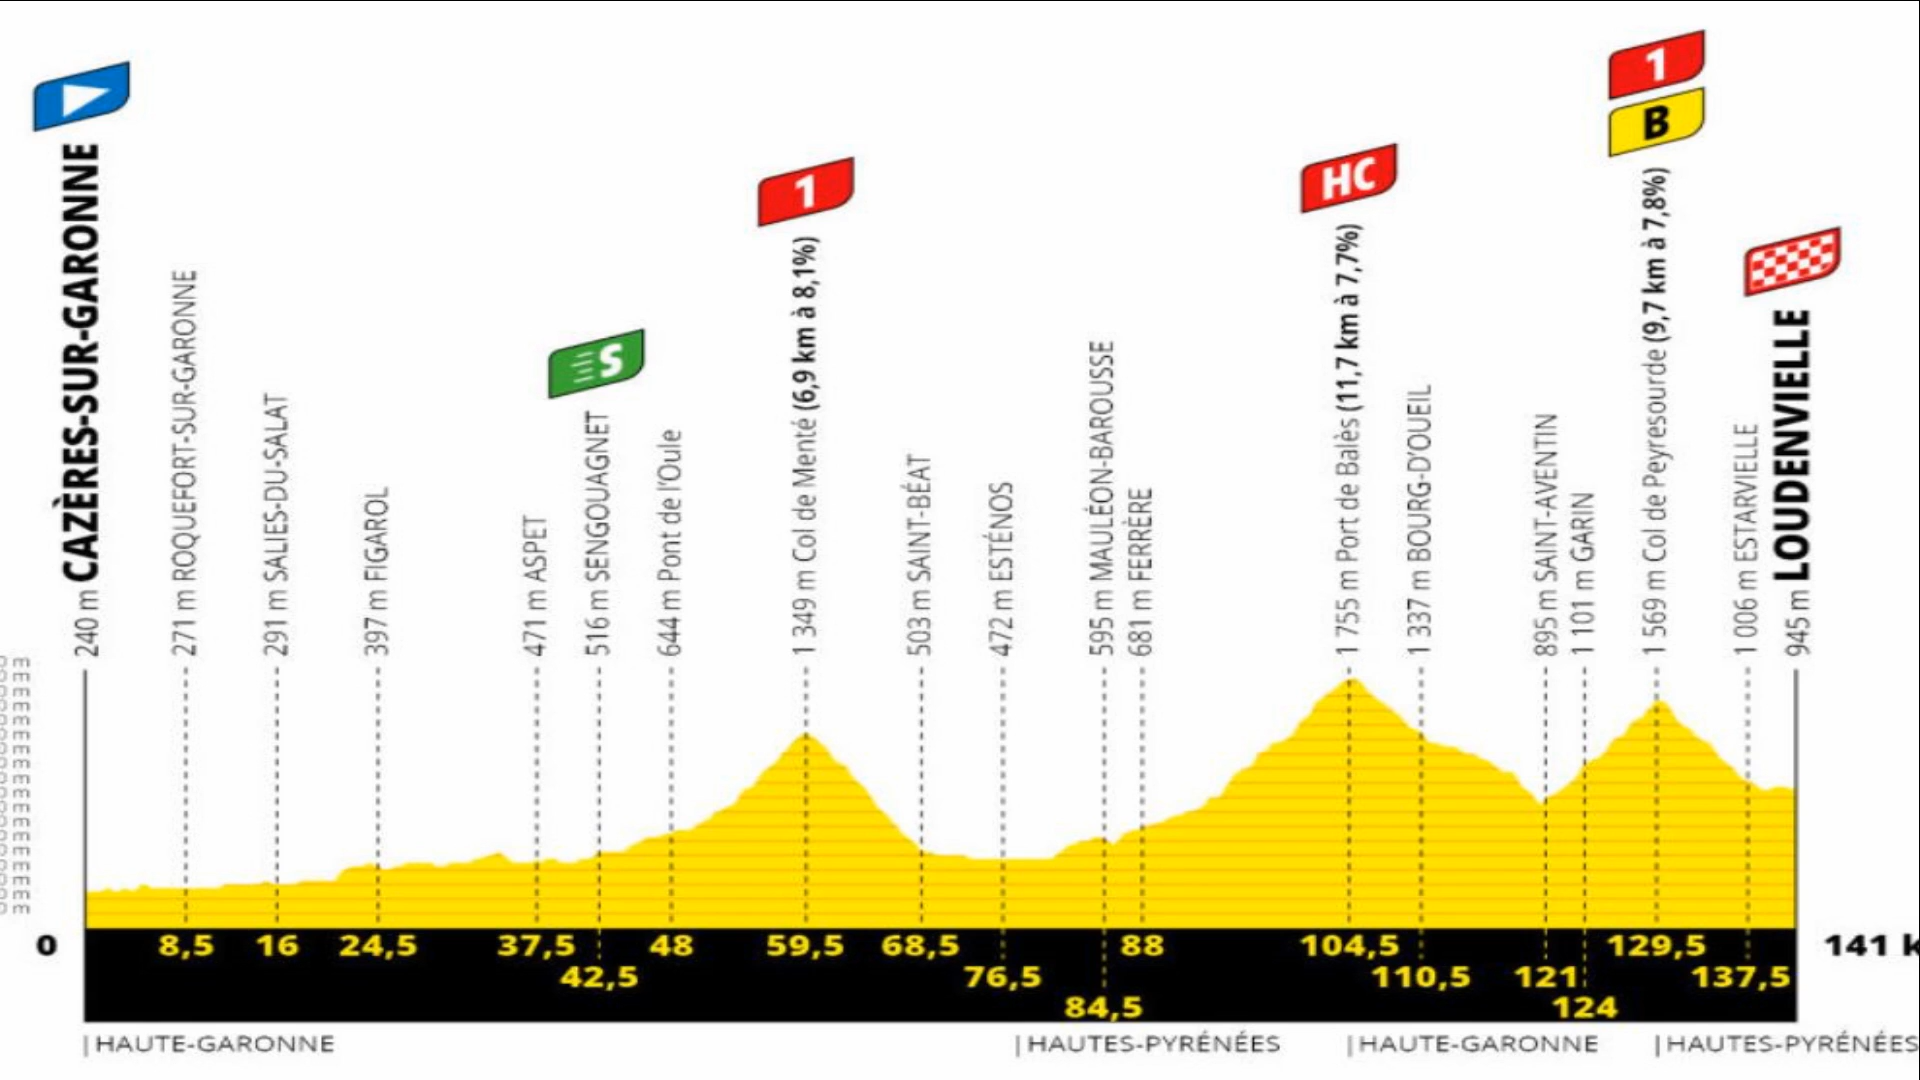 CAZÈRES-SUR-GARONNE
240 m
271 m ROQUEFORT-SUR-GARONNE
291 m SALIES-DU-SALAT
397 m FIGAROL
471 m ASPET
S
516 m SENGOUAGNET
644 m Pont de l'Oule
1
1 349 m Col de Menté (6,9 km à 8,1%)
503 m SAINT-BÉAT
472 m ESTÉNOS
595 m MAULÉON-BAROUSSE
681 m FERRÈRE
HC
1 755 m Port de Balès (11,7 km à 7,7%)
1 337 m BOURG-D'OUEIL
895 m SAINT-AVENTIN
1 101 m GARIN
1
B
1 569 m Col de Peyresourde (9,7 km à 7,8%)
1 006 m ESTARVIELLE
945 m LOUDENVIELLE
0 8,5 16 24,5 37,5 48 59,5 68,5 88 104,5 129,5 141 k
42,5 76,5 110,5 121 137,5
84,5 124
|HAUTE-GARONNE |HAUTES-PYRÉNÉES |HAUTE-GARONNE |HAUTES-PYRÉNÉES